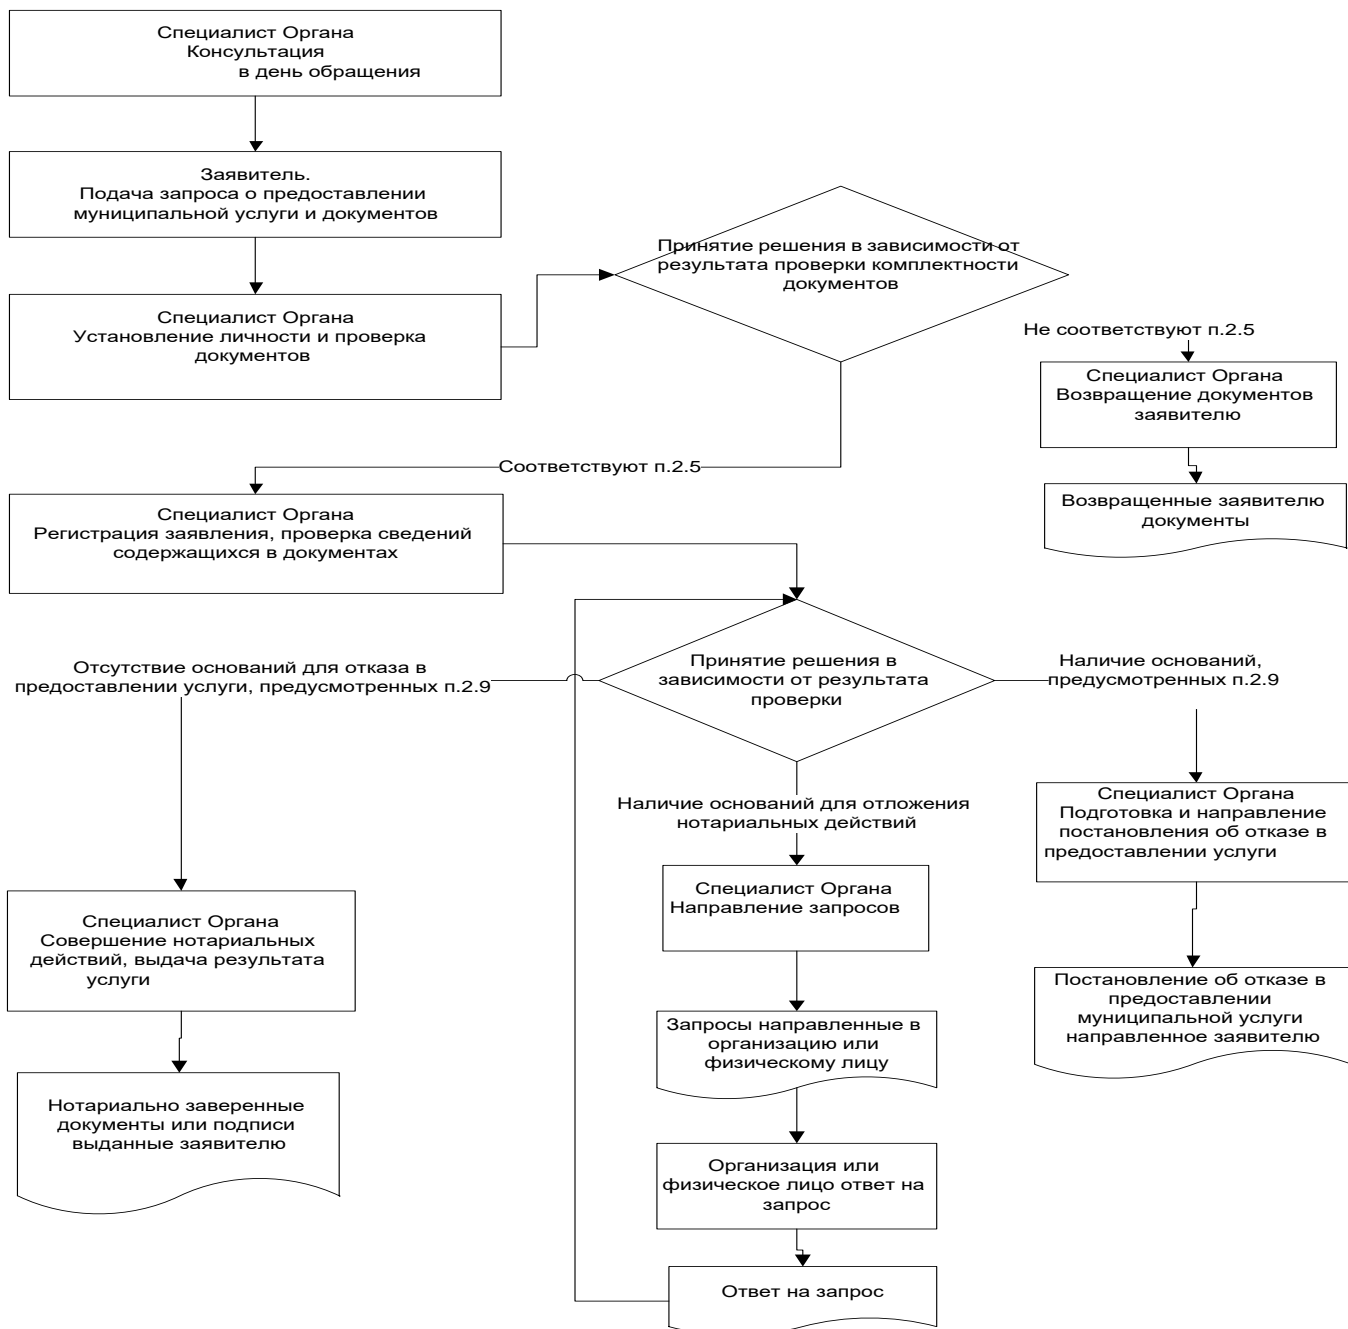 Специалист Органа
Консультация
в день обращения
Заявитель.
Подача запроса о предоставлении
муниципальной услуги и документов
Специалист Органа
Установление личности и проверка
документов
Принятие решения в зависимости от
результата проверки комплектности
документов
Не соответствуют п.2.5
Специалист Органа
Возвращение документов
заявителю
Возвращенные заявителю
документы
Соответствуют п.2.5
Специалист Органа
Регистрация заявления, проверка сведений
содержащихся в документах
Принятие решения в
зависимости от результата
проверки
Отсутствие оснований для отказа в
предоставлении услуги, предусмотренных п.2.9
Наличие оснований,
предусмотренных п.2.9
Наличие оснований для отложения
нотариальных действий
Специалист Органа
Подготовка и направление
постановления об отказе в
предоставлении услуги
Специалист Органа
Совершение нотариальных
действий, выдача результата
услуги
Специалист Органа
Направление запросов
Постановление об отказе в
предоставлении
муниципальной услуги
направленное заявителю
Запросы направленные в
организацию или
физическому лицу
Нотариально заверенные
документы или подписи
выданные заявителю
Организация или
физическое лицо ответ на
запрос
Ответ на запрос